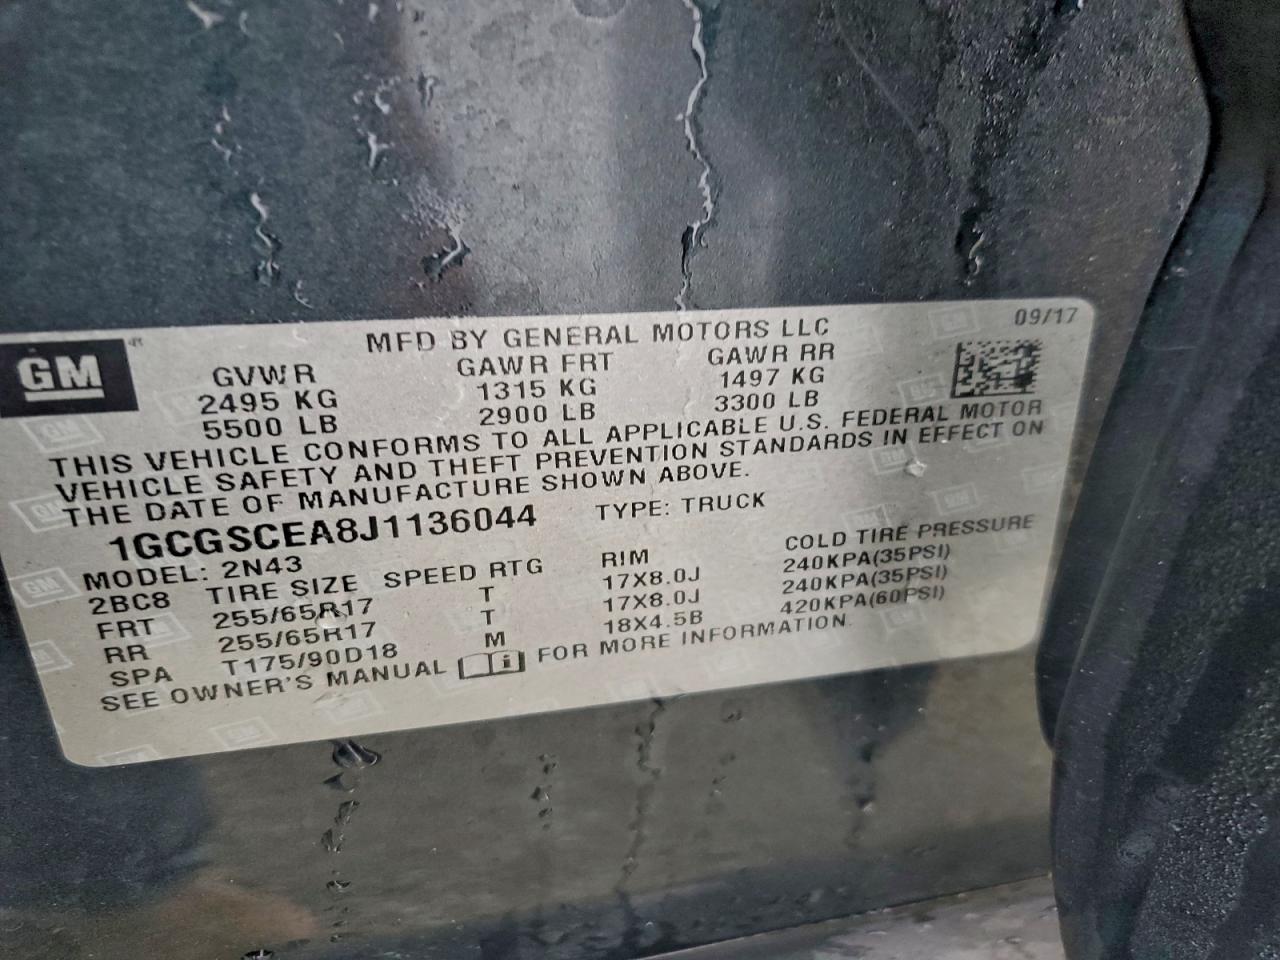 GM
MFD BY GENERAL MOTORS LLC 09/17
GVWR GAWR FRT GAWR RR
2495 KG 1315 KG 1497 KG
5500 LB 2900 LB 3300 LB
THIS VEHICLE CONFORMS TO ALL APPLICABLE U.S. FEDERAL MOTOR
VEHICLE SAFETY AND THEFT PREVENTION STANDARDS IN EFFECT ON
THE DATE OF MANUFACTURE SHOWN ABOVE.
1GCGSCEA8J1136044 TYPE: TRUCK
MODEL: 2N43
2BC8 TIRE SIZE SPEED RTG RIM COLD TIRE PRESSURE
FRT 255/65R17 T 17X8.0J 240KPA(35PSI)
RR 255/65R17 T 17X8.0J 240KPA(35PSI)
SPA T175/90D18 M 18X4.5B 420KPA(60PSI)
SEE OWNER'S MANUAL i FOR MORE INFORMATION.